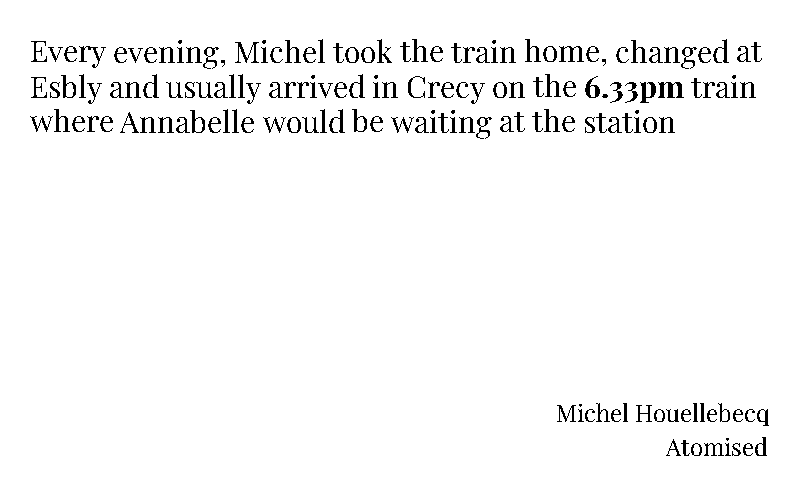 Every evening, Michel took the train home, changed at
Esbly and usually arrived in Crecy on the 6.33pm train
where Annabelle would be waiting at the station
Michel Houellebecq
Atomised